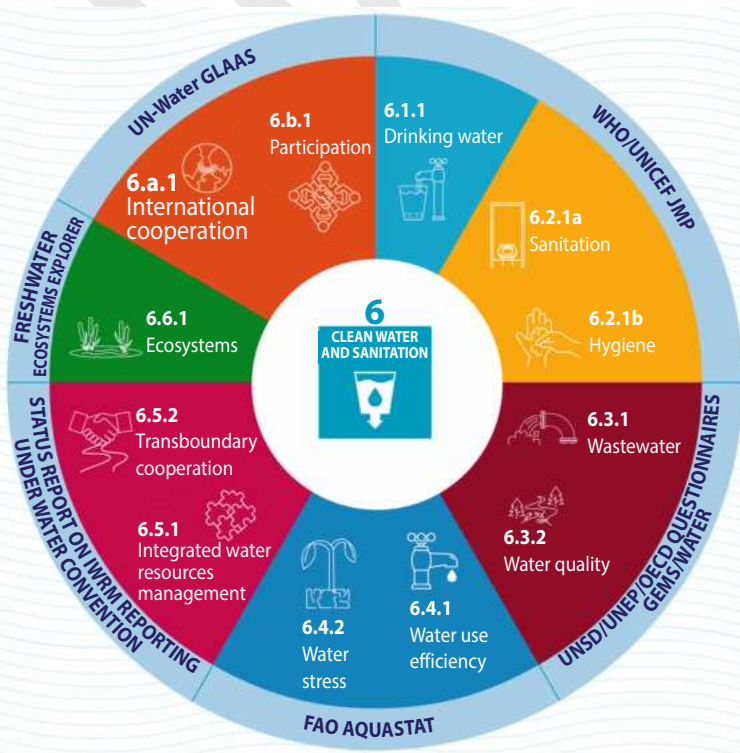 UN-Water GLAAS
WHO/UNICEF JMP
6.b.1
Participation
6.1.1
Drinking water
6.a.1
International
cooperation
6.2.1a
Sanitation
FRESHWATER
ECOSYSTEMS EXPLORER
6.6.1
Ecosystems
6
CLEAN WATER
AND SANITATION
6.2.1b
Hygiene
6.5.2
Transboundary
cooperation
6.3.1
Wastewater
6.5.1
Integrated water
resources
management
6.3.2
Water quality
6.4.2
Water
stress
6.4.1
Water use
efficiency
STATUS REPORT ON IWRM REPORTING
UNDER WATER CONVENTION
UNSD/UNEP/OECD QUESTIONNAIRES
GEMS/WATER
FAO AQUASTAT